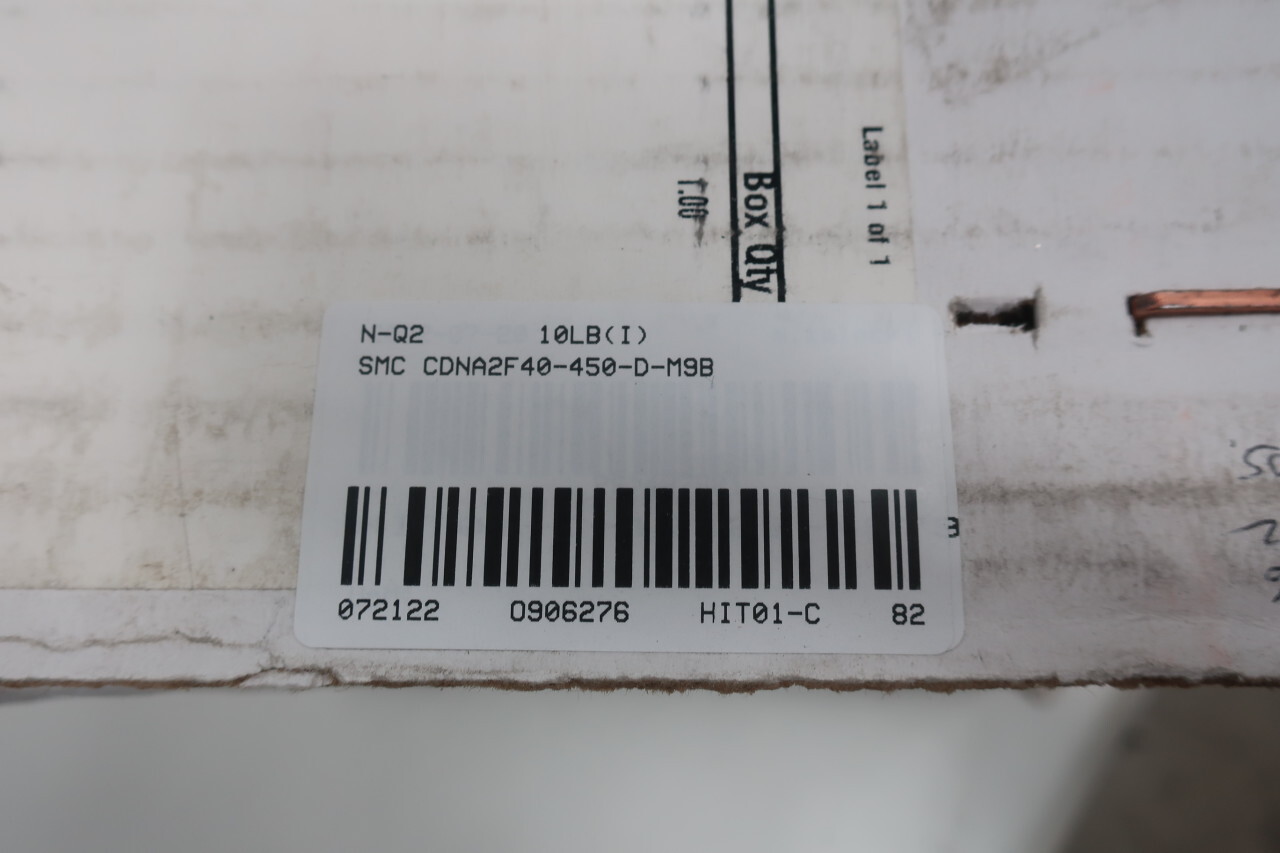 Label 1 of 1
Box Qty
1.00
N-Q2 10LB(I)
SMC CDNA2F40-450-D-M9B
072122 0906276 HIT01-C 82